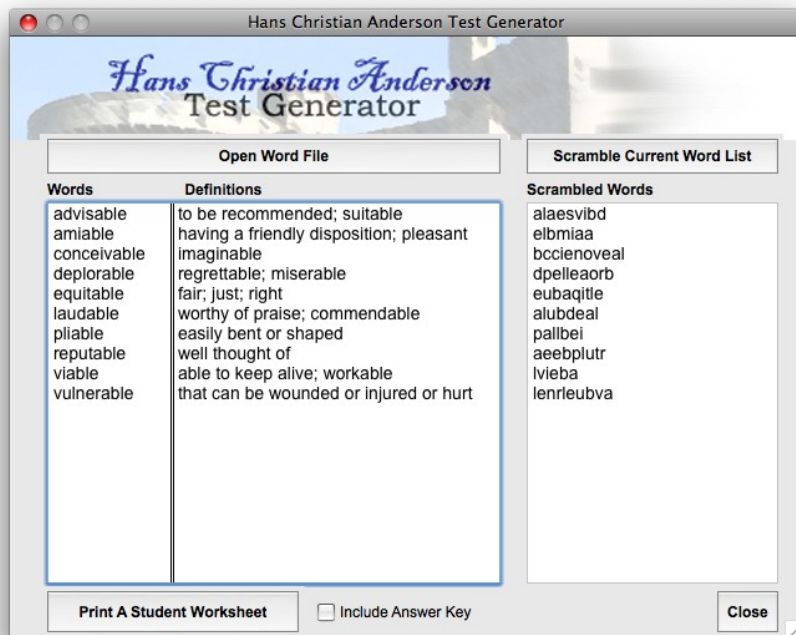 Hans Christian Anderson Test Generator
Hans Christian Anderson
Test Generator
Open Word File
Scramble Current Word List
Words Definitions
Scrambled Words
advisable to be recommended; suitable
alaesvibd
amiable having a friendly disposition; pleasant
elbmiaa
conceivable imaginable
bccienoveal
deplorable regrettable; miserable
dpelleaorb
equitable fair; just; right
eubaqitle
laudable worthy of praise; commendable
alubdeal
pliable easily bent or shaped
pallbei
reputable well thought of
aeebplutr
viable able to keep alive; workable
lvieba
vulnerable that can be wounded or injured or hurt
lenrleubva
Print A Student Worksheet
Include Answer Key
Close